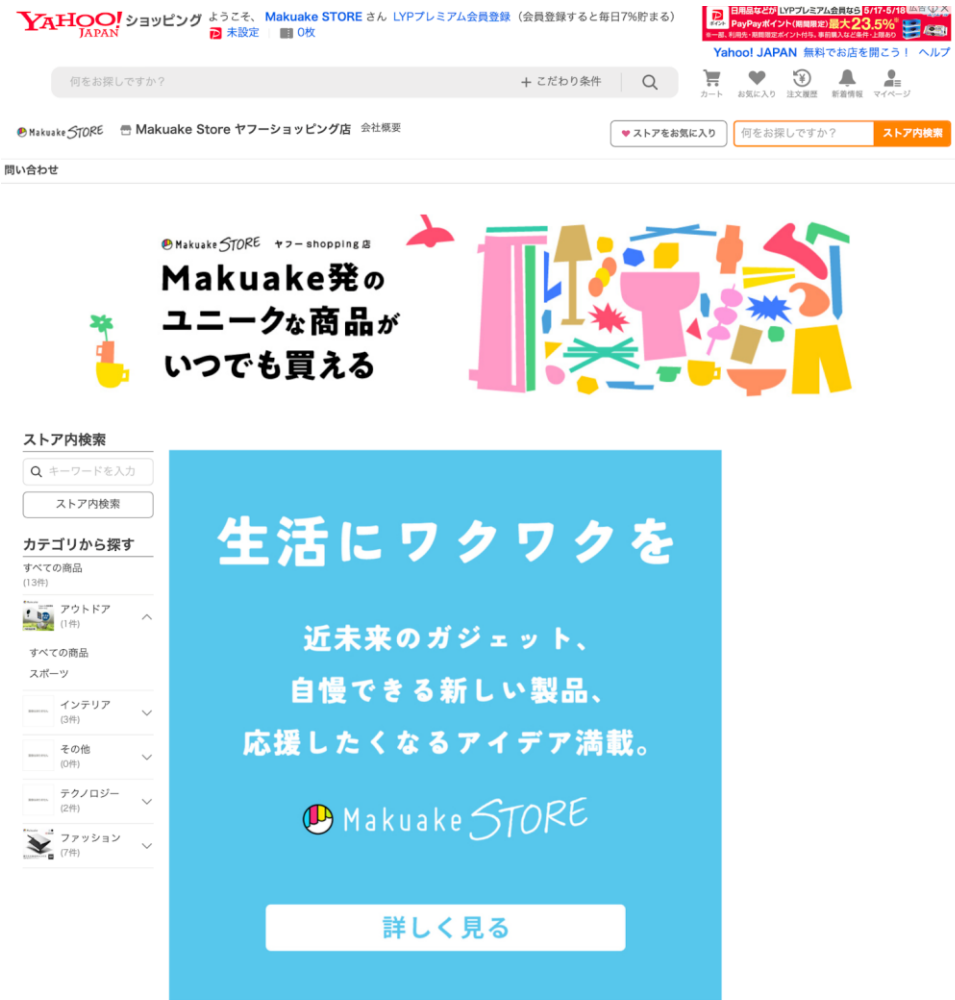 YAHOO! JAPAN ショッピング
ようこそ、 Makuake STORE さん LYPプレミアム会員登録 (会員登録すると毎日7%貯まる)
未設定 0枚
日用品などが LYPプレミアム会員なら 5/17-5/18
PayPayポイント(期間限定)最大23.5%
Yahoo! JAPAN 無料でお店を開こう! ヘルプ
何をお探しですか? + こだわり条件
カート お気に入り 注文履歴 新着情報 マイページ
Makuake STORE Makuake Store ヤフーショッピング店 会社概要
ストアをお気に入り 何をお探しですか? ストア内検索
問い合わせ
Makuake STORE ヤフーshopping店
Makuake発の
ユニークな商品が
いつでも買える
ストア内検索
キーワードを入力
ストア内検索
カテゴリから探す
すべての商品
(13件)
アウトドア
(1件)
すべての商品
スポーツ
インテリア
(3件)
その他
(0件)
テクノロジー
(2件)
ファッション
(7件)
生活にワクワクを
近未来のガジェット、
自慢できる新しい製品、
応援したくなるアイデア満載。
Makuake STORE
詳しく見る